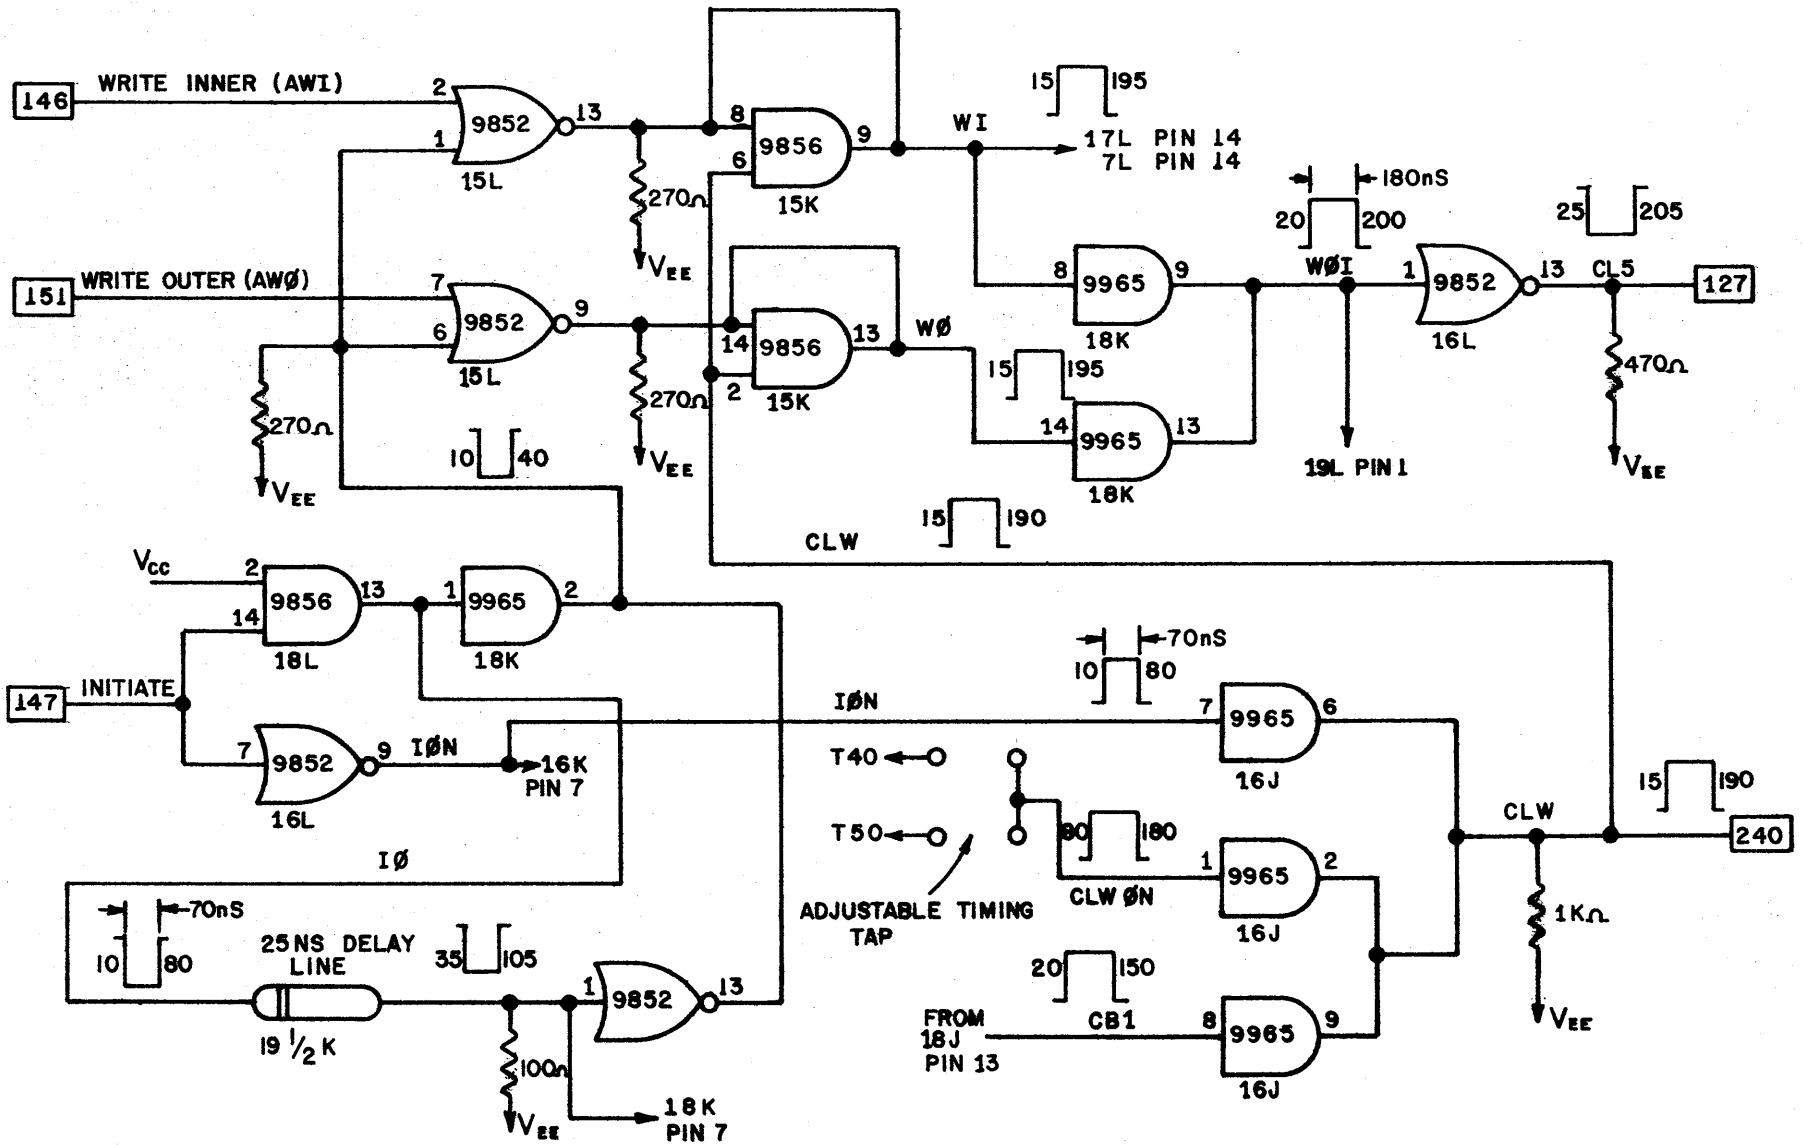 146
WRITE INNER (AWI)
2
1
9852
13
15L
270Ω
VEE
8
6
9856
9
15K
WI
15 195
17L PIN 14
7L PIN 14
151
WRITE OUTER (AWØ)
7
6
9852
9
15L
270Ω
VEE
270Ω
VEE
14
2
9856
13
15K
WØ
15 195
8
9965
9
18K
14
9965
13
18K
180nS
20 200
WØI
19L PIN 1
1
9852
13
16L
25 205
CL5
127
470Ω
VEE
10 40
15 190
CLW
VCC
2
14
9856
13
18L
1
9965
2
18K
147
INITIATE
7
9852
9
16L
IØN
16K
PIN 7
IØ
IØN
70nS
10 80
7
9965
6
16J
T40
T50
ADJUSTABLE TIMING
TAP
80 180
CLW ØN
1
9965
2
16J
20 150
FROM
18J
PIN 13
CB1
8
9965
9
16J
CLW
15 190
240
1KΩ
VEE
70nS
10 80
25NS DELAY
LINE
19 1/2 K
35 105
100Ω
VEE
1
9852
13
18K
PIN 7